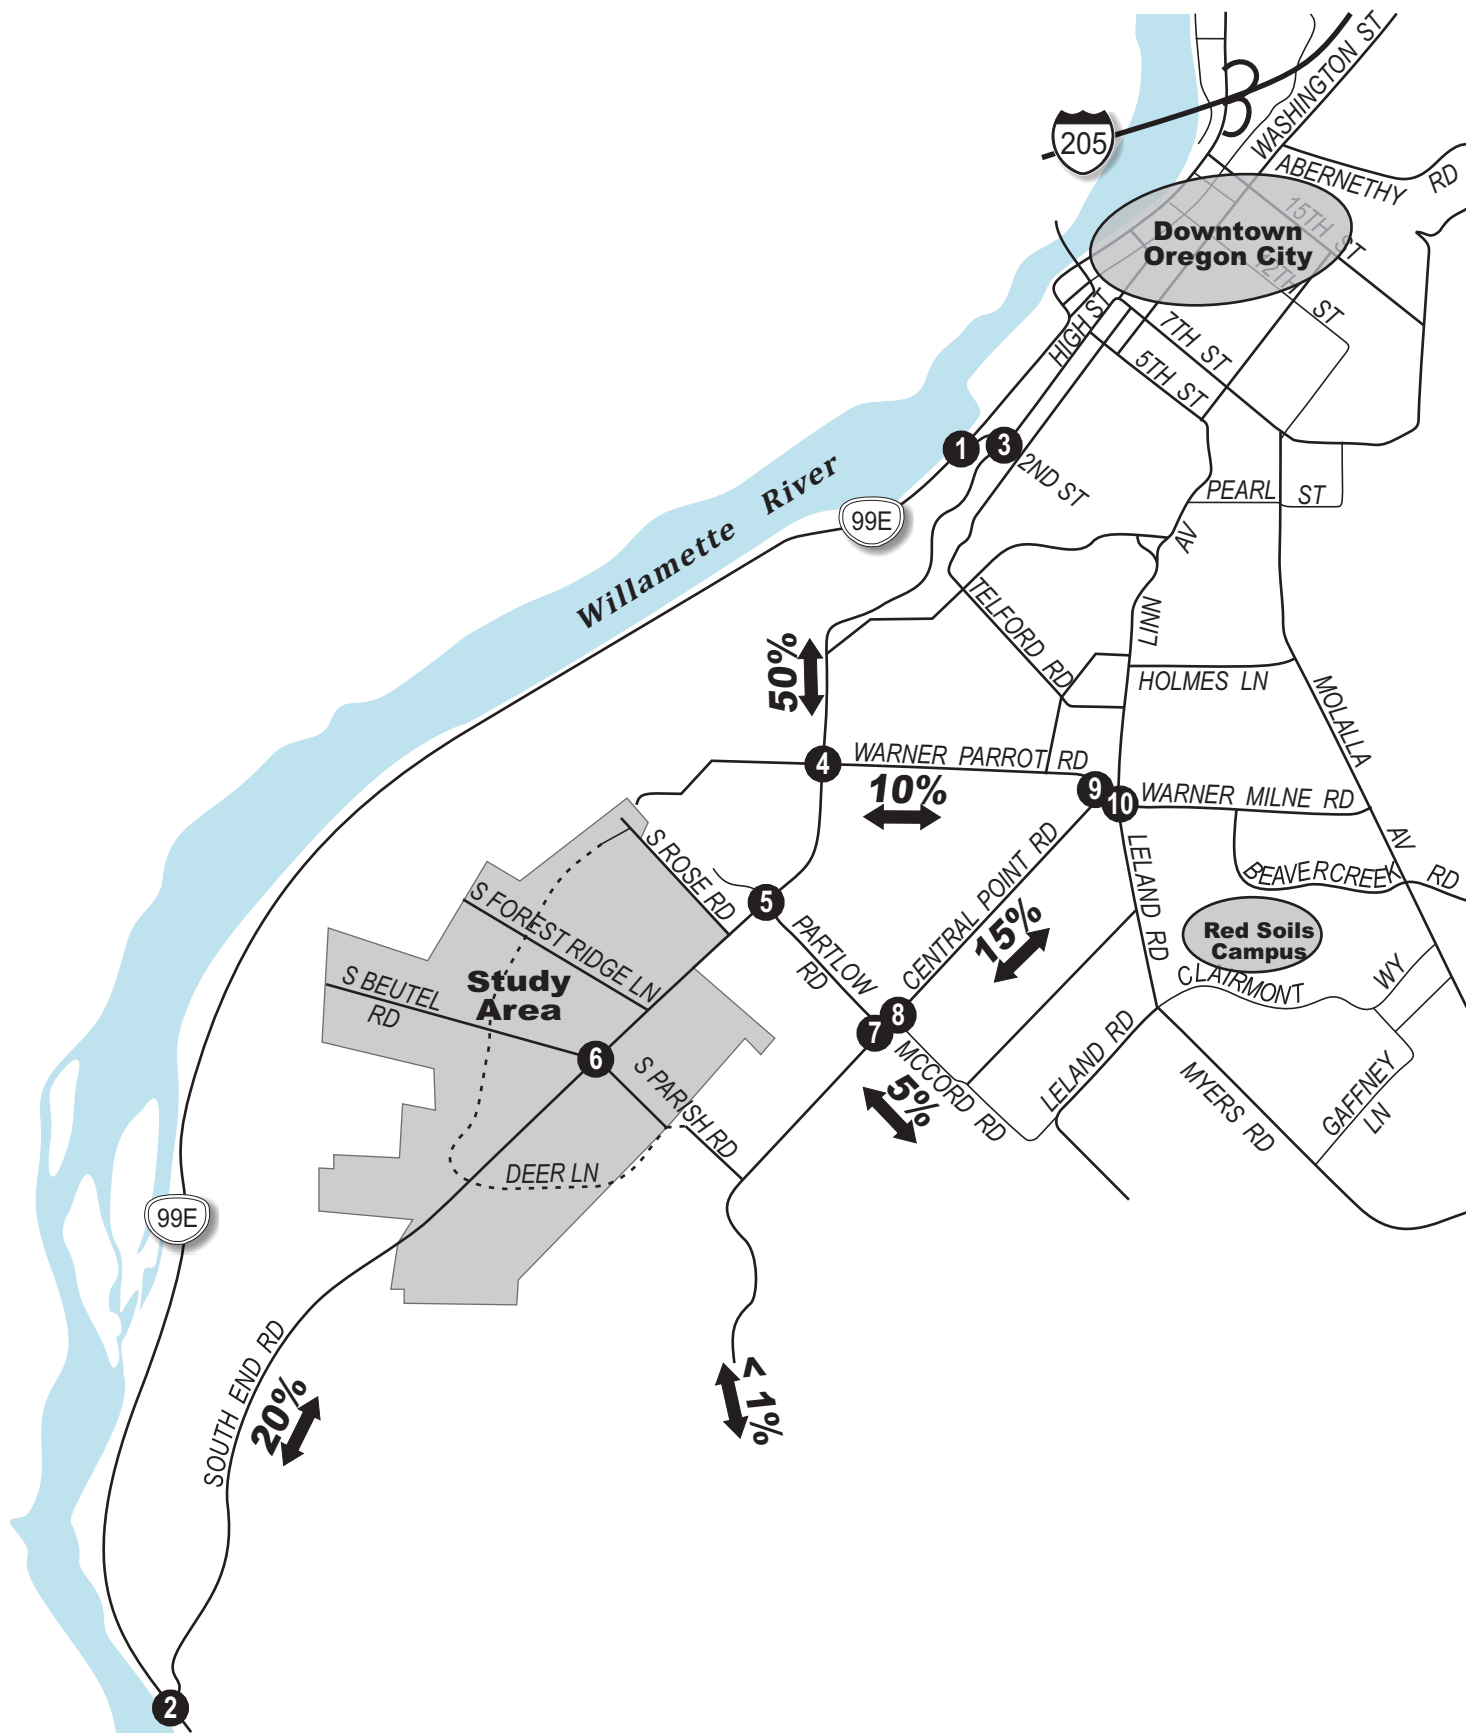 WASHINGTON ST
205
ABERNETHY RD
15TH ST
Downtown
Oregon City
12TH ST
HIGH ST
7TH ST
5TH ST
1
3
2ND ST
PEARL ST
Willamette River
99E
LINN AV
TELFORD RD
50%
HOLMES LN
MOLALLA AV
4
WARNER PARROT RD
10%
9
10
WARNER MILNE RD
S ROSE RD
CENTRAL POINT RD
LELAND RD
BEAVERCREEK RD
5
S FOREST RIDGE LN
PARTLOW
RD
15%
Red Soils
Campus
S BEUTEL
RD
Study
Area
CLAIRMONT WY
8
7
6
S PARISH RD
MCCORD RD
5%
LELAND RD
MYERS RD
GAFFNEY
LN
DEER LN
99E
SOUTH END RD
20%
< 1%
2